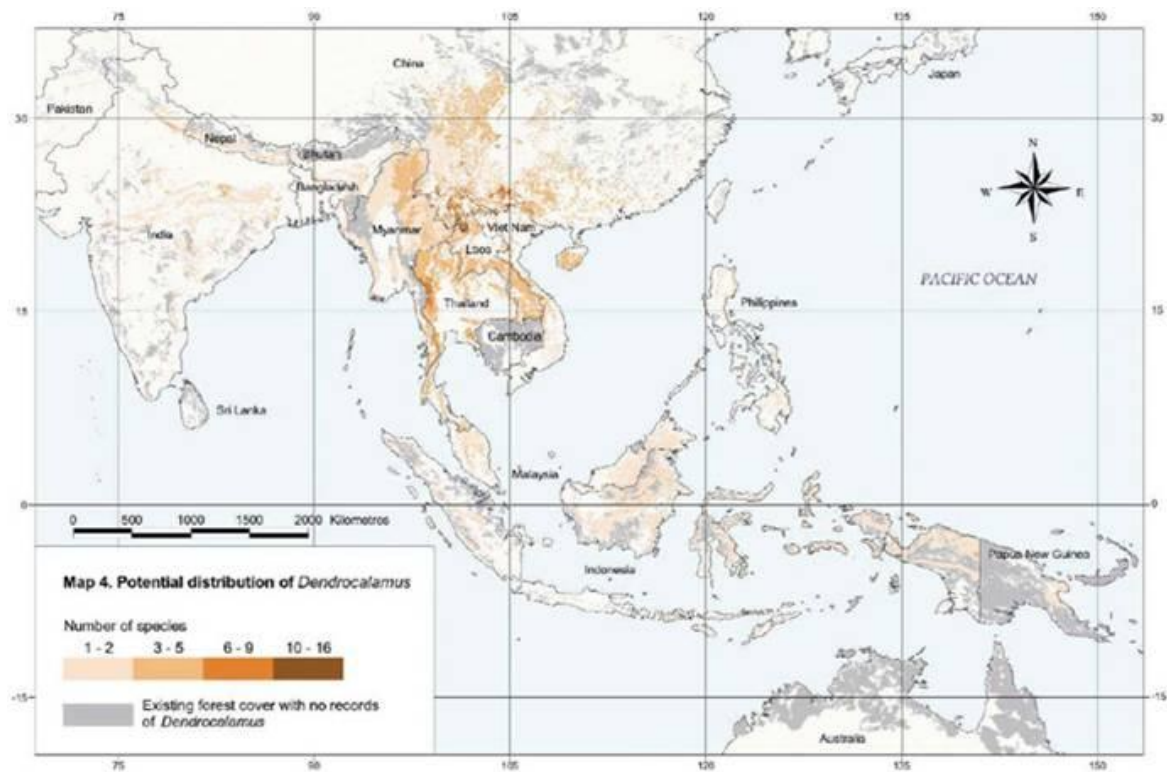 75 90 105 120 135 150
China
Japan
Pakistan
30 30
Nepal
Bhutan
Bangladesh
N
W E
S
India
Myanmar
Viet Nam
Laos
PACIFIC OCEAN
15 15
Thailand
Philippines
Cambodia
Sri Lanka
Malaysia
0 0
0 500 1000 1500 2000 Kilometres
Papua New Guinea
Indonesia
Map 4. Potential distribution of Dendrocalamus
Number of species
1 - 2 3 - 5 6 - 9 10 - 16
Existing forest cover with no records
of Dendrocalamus
-15 -15
Australia
75 90 105 120 135 150